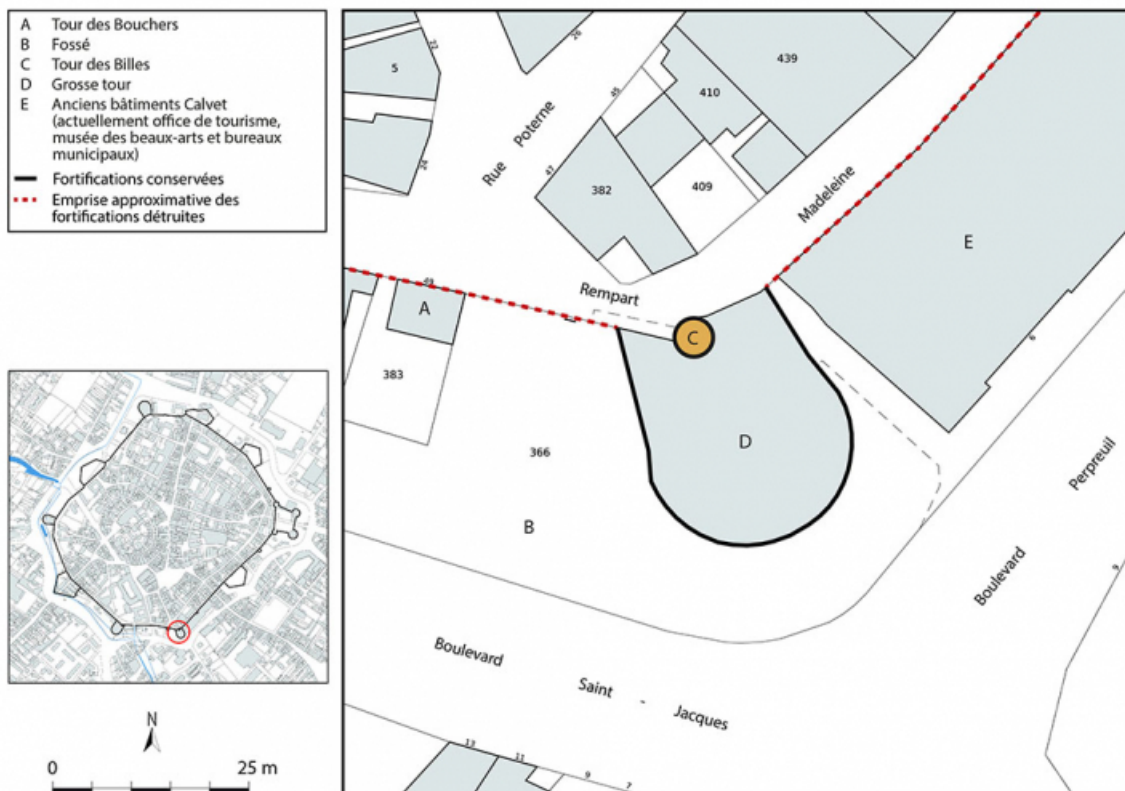 A Tour des Bouchers
B Fossé
C Tour des Billes
D Grosse tour
E Anciens bâtiments Calvet
(actuellement office de tourisme,
musée des beaux-arts et bureaux
municipaux)
Fortifications conservées
Emprise approximative des
fortifications détruites
N
0 25 m
22
26
5
439
45
410
Rue Poterne
24
47
382
409
Madeleine
E
49
Rempart
A
C
383
6
D
366
B
Perpreuil
Boulevard
9
Boulevard Saint - Jacques
13
11
9
7